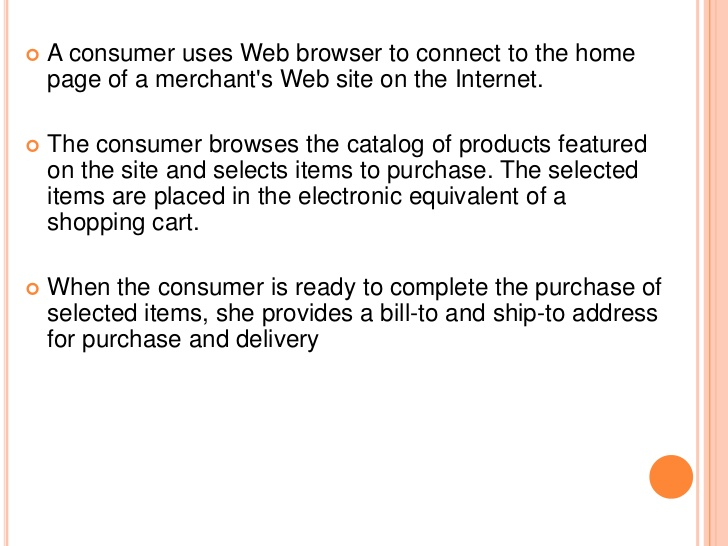 A consumer uses Web browser to connect to the home
page of a merchant's Web site on the Internet.
The consumer browses the catalog of products featured
on the site and selects items to purchase. The selected
items are placed in the electronic equivalent of a
shopping cart.
When the consumer is ready to complete the purchase of
selected items, she provides a bill-to and ship-to address
for purchase and delivery